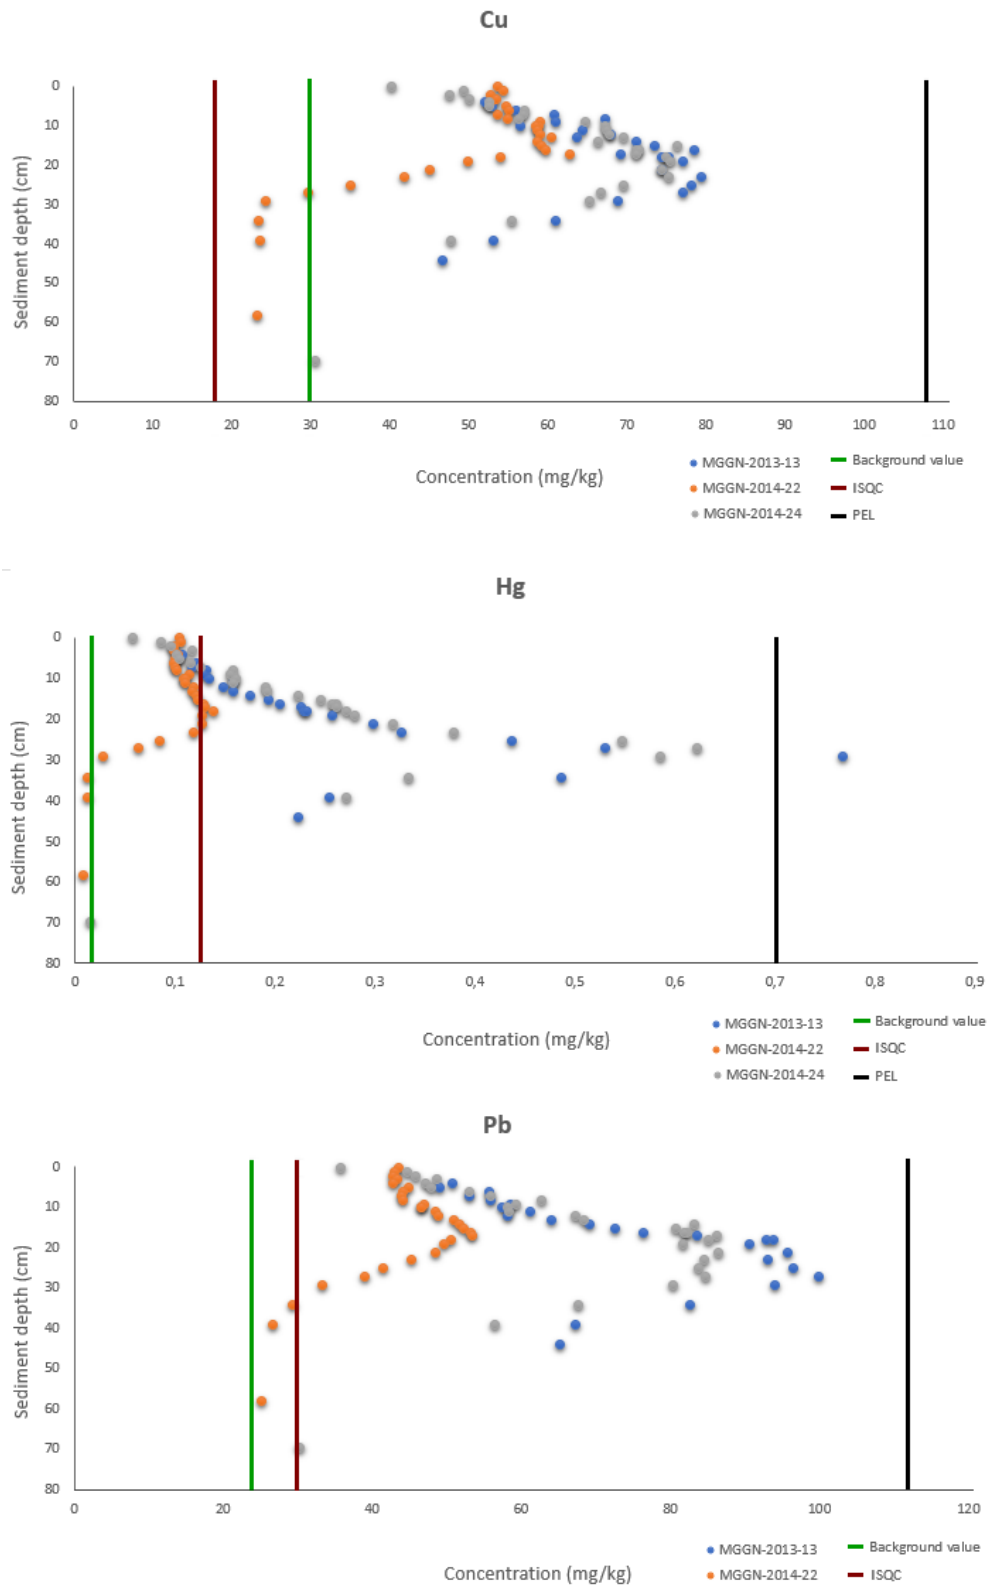 Cu
0
10
20
30
40
50
60
70
80
Sediment depth (cm)
0 10 20 30 40 50 60 70 80 90 100 110
Concentration (mg/kg)
MGGN-2013-13 Background value
MGGN-2014-22 ISQC
MGGN-2014-24 PEL
Hg
0
10
20
30
40
50
60
70
80
Sediment depth (cm)
0 0,1 0,2 0,3 0,4 0,5 0,6 0,7 0,8 0,9
Concentration (mg/kg)
MGGN-2013-13 Background value
MGGN-2014-22 ISQC
MGGN-2014-24 PEL
Pb
0
10
20
30
40
50
60
70
80
Sediment depth (cm)
0 20 40 60 80 100 120
Concentration (mg/kg)
MGGN-2013-13 Background value
MGGN-2014-22 ISQC